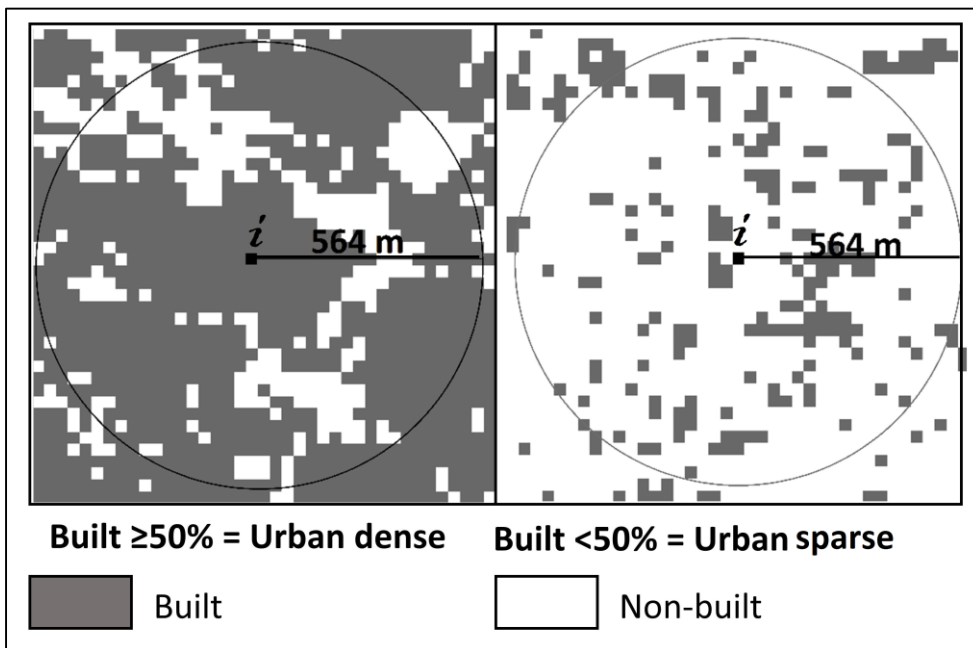 i
564 m
i
564 m
Built ≥50% = Urban dense
Built <50% = Urban sparse
Built
Non-built